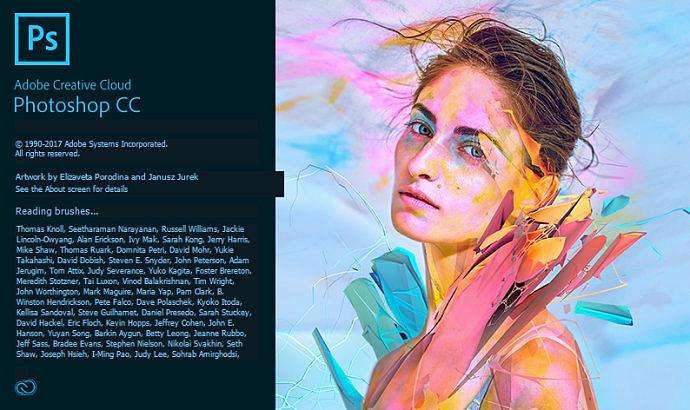 Ps
Adobe Creative Cloud
Photoshop CC
© 1990-2017 Adobe Systems Incorporated.
All rights reserved.
Artwork by Elizaveta Porodina and Janusz Jurek
See the About screen for details
Reading brushes...
Thomas Knoll, Seetharaman Narayanan, Russell Williams, Jackie
Lincoln-Owyang, Alan Erickson, Ivy Mak, Sarah Kong, Jerry Harris,
Mike Shaw, Thomas Ruark, Domnita Petri, David Mohr, Yukie
Takahashi, David Dobish, Steven E. Snyder, John Peterson, Adam
Jerugim, Tom Attix, Judy Severance, Yuko Kagita, Foster Brereton,
Meredith Stotzner, Tai Luxon, Vinod Balakrishnan, Tim Wright,
John Worthington, Mark Maguire, Maria Yap, Pam Clark, B.
Winston Hendrickson, Pete Falco, Dave Polaschek, Kyoko Itoda,
Kellisa Sandoval, Steve Guilhamet, Daniel Presedo, Sarah Stuckey,
David Hackel, Eric Floch, Kevin Hopps, Jeffrey Cohen, John E.
Hanson, Yuyan Song, Barkin Aygun, Betty Leong, Jeanne Rubbo,
Jeff Sass, Bradee Evans, Stephen Nielson, Nikolai Svakhin, Seth
Shaw, Joseph Hsieh, I-Ming Pao, Judy Lee, Sohrab Amirghodsi,